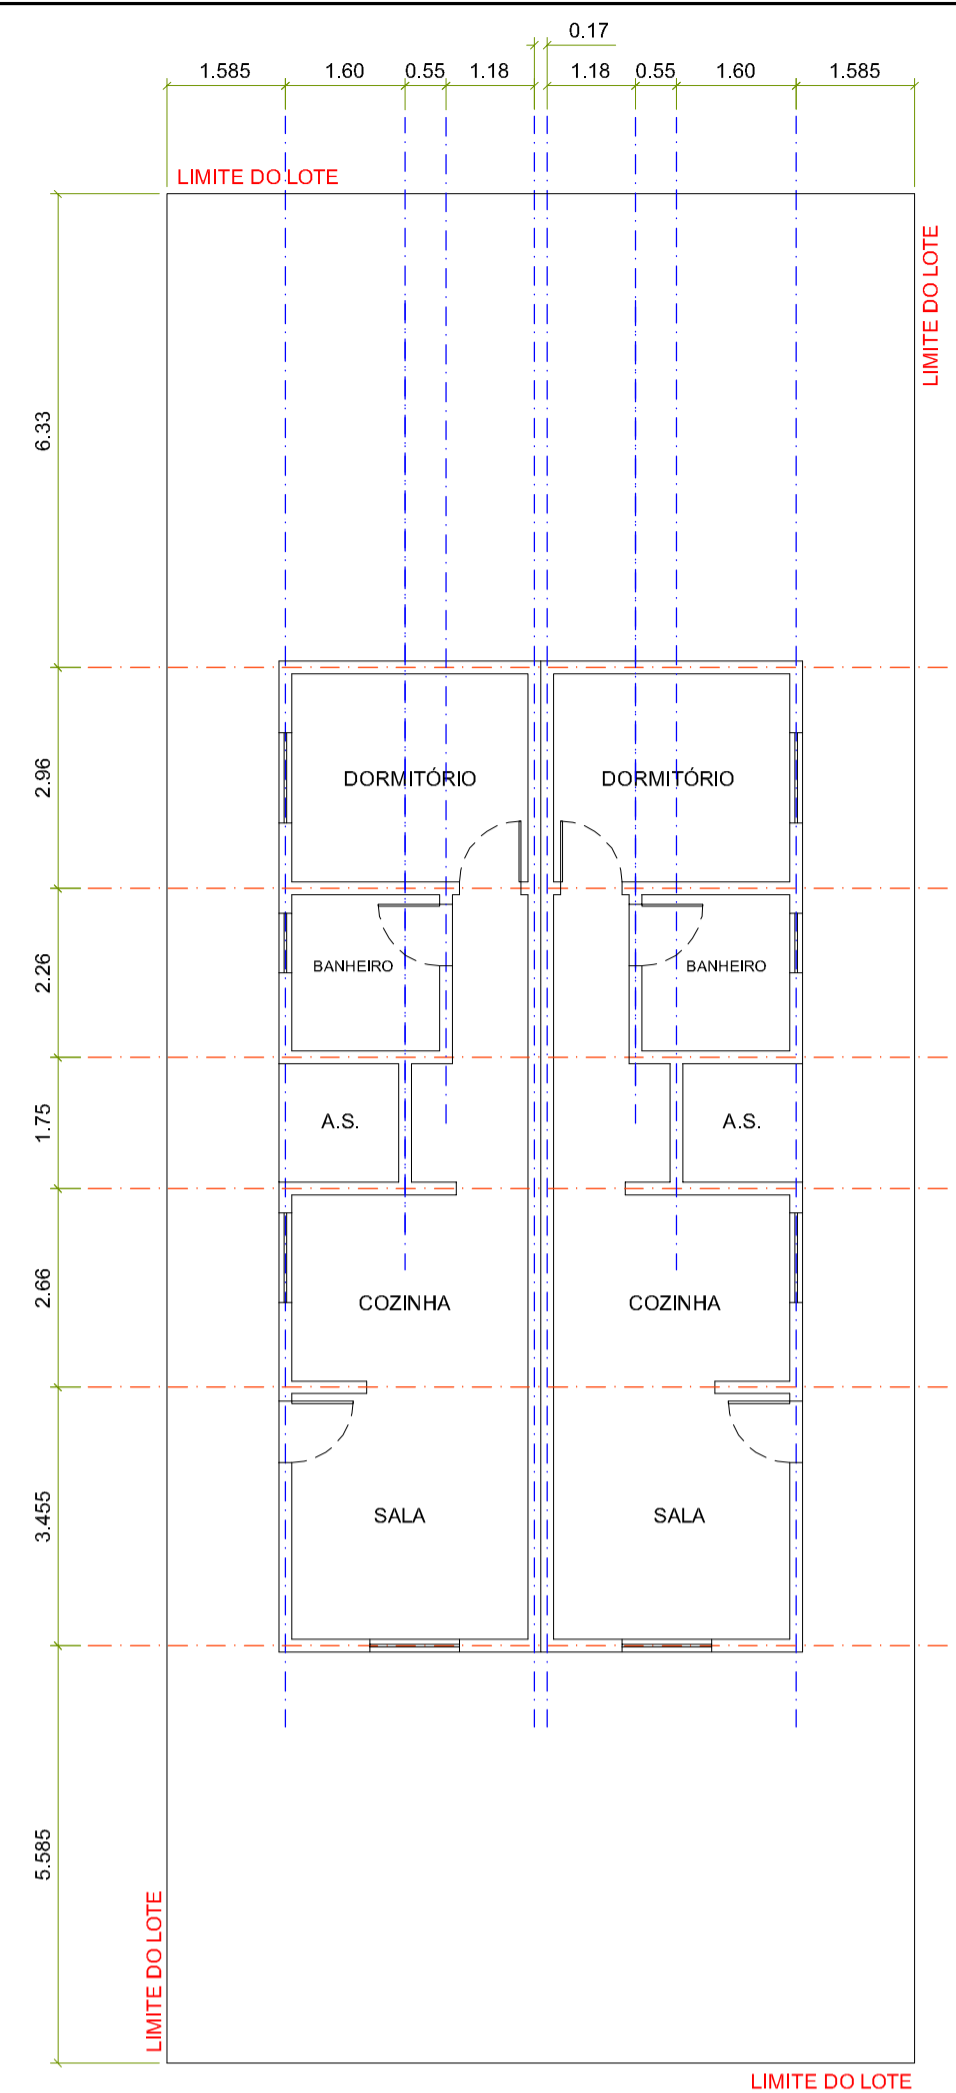 0.17
1.585 1.60 0.55 1.18 1.18 0.55 1.60 1.585
LIMITE DO LOTE
LIMITE DO LOTE
6.33
2.96
DORMITÓRIO DORMITÓRIO
2.26
BANHEIRO BANHEIRO
1.75
A.S. A.S.
2.66
COZINHA COZINHA
3.455
SALA SALA
5.585
LIMITE DO LOTE
LIMITE DO LOTE